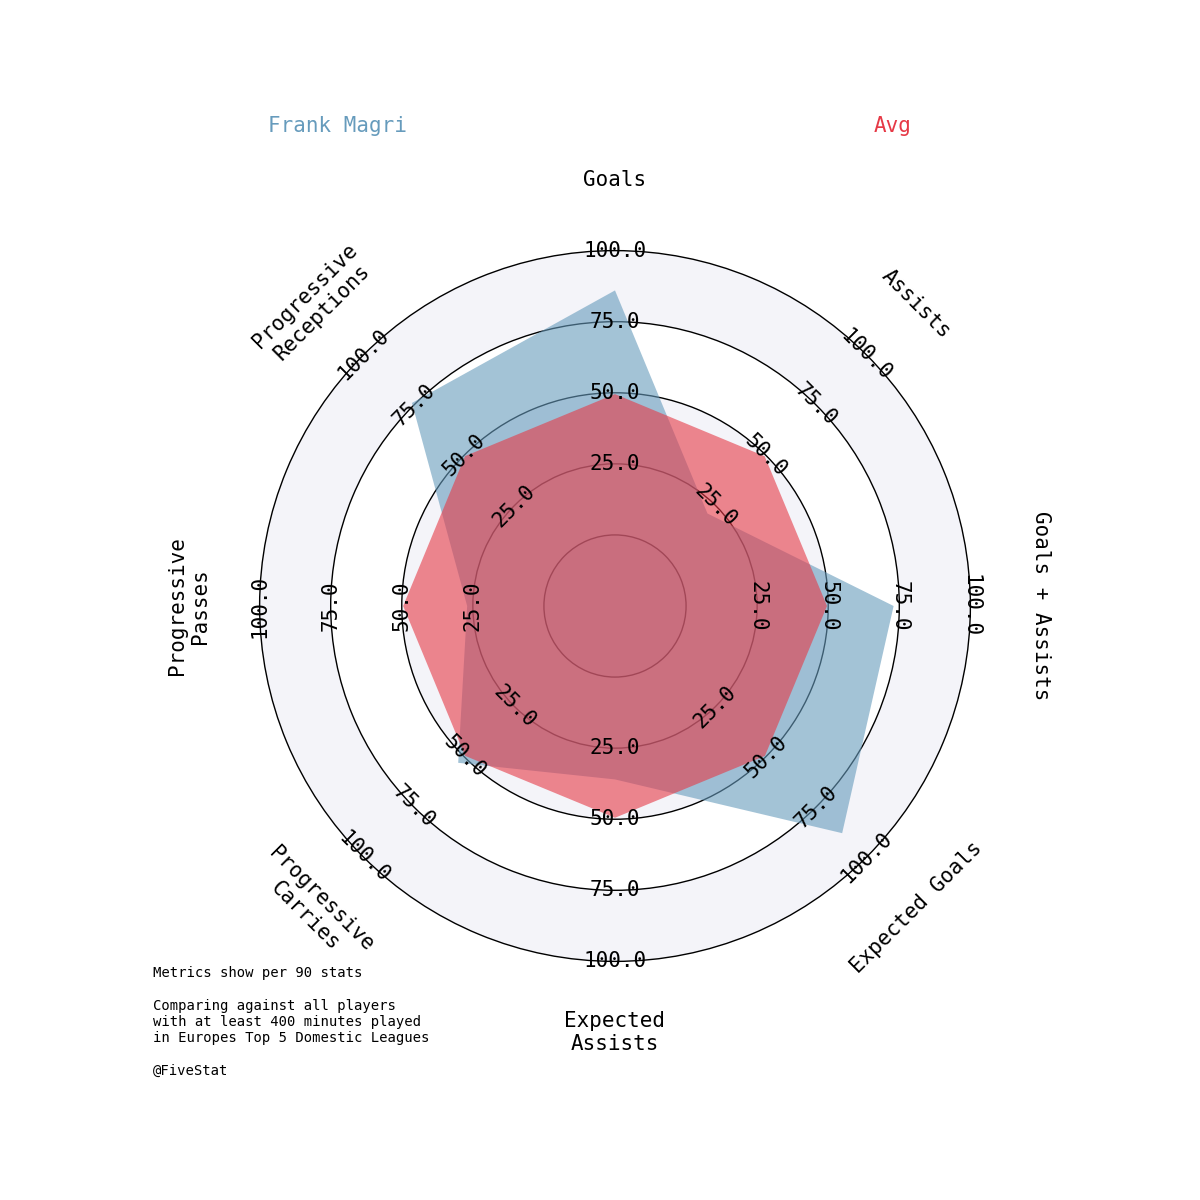 Frank Magri
Avg
Goals
Assists
Goals + Assists
Expected Goals
Expected
Assists
Progressive
Carries
Progressive
Passes
Progressive
Receptions
25.0
50.0
75.0
100.0
25.0
50.0
75.0
100.0
25.0
50.0
75.0
100.0
25.0
50.0
75.0
100.0
25.0
50.0
75.0
100.0
25.0
50.0
75.0
100.0
25.0
50.0
75.0
100.0
25.0
50.0
75.0
100.0
Metrics show per 90 stats
Comparing against all players
with at least 400 minutes played
in Europes Top 5 Domestic Leagues
@FiveStat